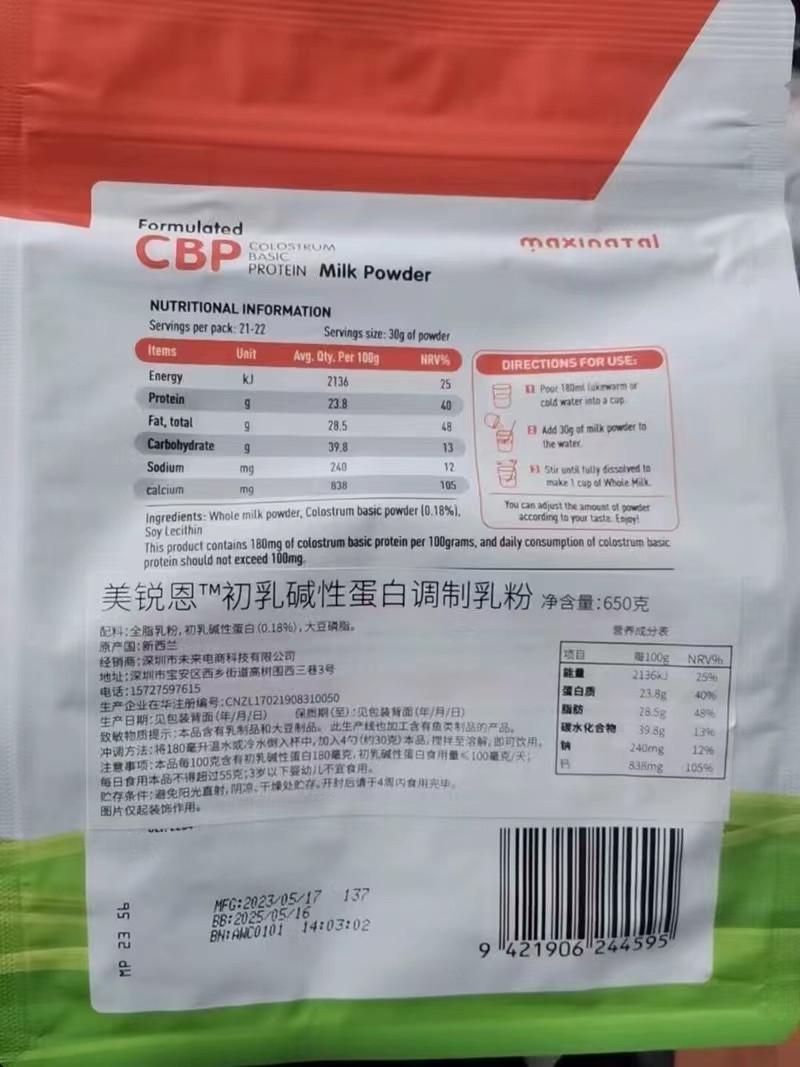 Formulated
CBP COLOSTRUM BASIC PROTEIN Milk Powder
maxinatal
NUTRITIONAL INFORMATION
Servings per pack: 21-22 Servings size: 30g of powder
Items Unit Avg. Qty. Per 100g NRV%
Energy kJ 2136 25
Protein g 23.8 40
Fat, total g 28.5 48
Carbohydrate g 39.8 13
Sodium mg 240 12
calcium mg 838 105
DIRECTIONS FOR USE:
1 Pour 180ml lukewarm or
cold water into a cup.
2 Add 30g of milk powder to
the water.
3 Stir until fully dissolved to
make 1 cup of Whole Milk.
You can adjust the amount of powder
according to your taste. Enjoy!
Ingredients: Whole milk powder, Colostrum basic powder (0.18%),
Soy Lecithin
This product contains 180mg of colostrum basic protein per 100grams, and daily consumption of colostrum basic
protein should not exceed 100mg.
美锐恩™初乳碱性蛋白调制乳粉 净含量:650克
配料:全脂乳粉,初乳碱性蛋白(0.18%),大豆磷脂。
原产国:新西兰
经销商:深圳市未来电商科技有限公司
地址:深圳市宝安区西乡街道高树围西三巷3号
电话:15727597615
生产企业在华注册编号:CNZL17021908310050
生产日期:见包装背面(年/月/日) 保质期(至):见包装背面(年/月/日)
致敏物质提示:本品含有乳制品和大豆制品。此生产线也加工含有鱼类制品的产品。
冲调方法:将180毫升温水或冷水倒入杯中,加入4勺(约30克)本品,搅拌至溶解,即可饮用。
注意事项:本品每100克含有初乳碱性蛋白180毫克,初乳碱性蛋白食用量≤100毫克/天;
每日食用本品不得超过55克;3岁以下婴幼儿不宜食用。
贮存条件:避免阳光直射,阴凉、干燥处贮存。开封后请于4周内食用完毕。
图片仅起装饰作用。
营养成分表
项目 每100g NRV%
能量 2136kJ 25%
蛋白质 23.8g 40%
脂肪 28.5g 48%
碳水化合物 39.8g 13%
钠 240mg 12%
钙 838mg 105%
MFG:2023/05/17 137
BB:2025/05/16
BN:AWC0101 14:03:02
MP 23 56
9 421906 244595